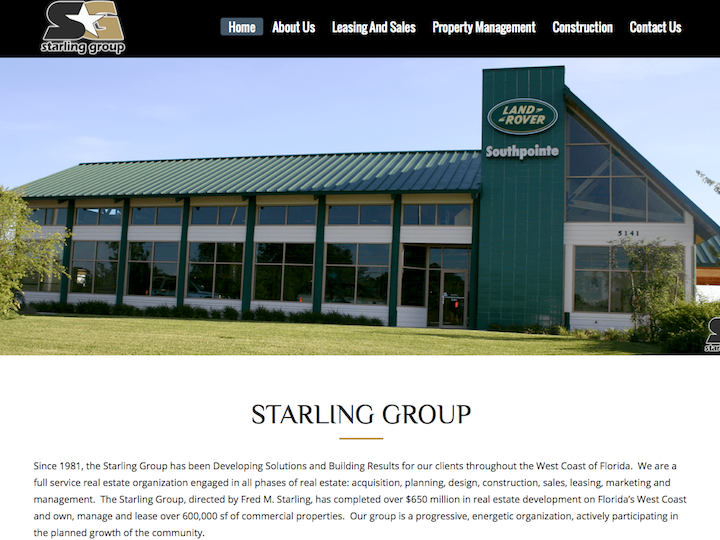 SG
starling group
Home About Us Leasing And Sales Property Management Construction Contact Us
LAND-
-ROVER
Southpointe
5141
STARLING GROUP
Since 1981, the Starling Group has been Developing Solutions and Building Results for our clients throughout the West Coast of Florida. We are a
full service real estate organization engaged in all phases of real estate: acquisition, planning, design, construction, sales, leasing, marketing and
management. The Starling Group, directed by Fred M. Starling, has completed over $650 million in real estate development on Florida's West Coast
and own, manage and lease over 600,000 sf of commercial properties. Our group is a progressive, energetic organization, actively participating in
the planned growth of the community.